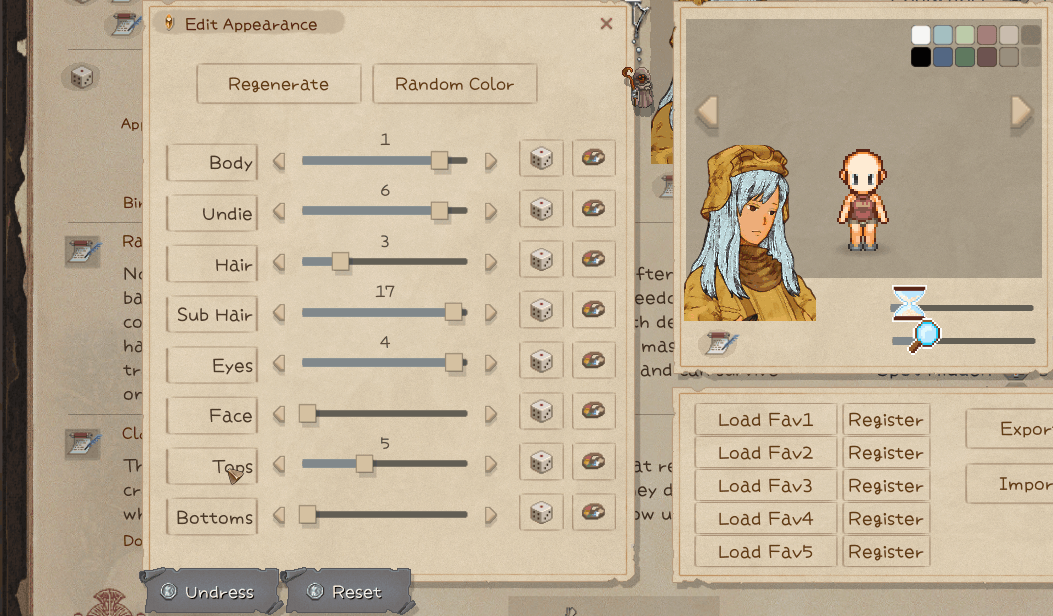 Edit Appearance
Regenerate
Random Color
1
Body
6
Undie
3
Hair
17
Sub Hair
4
Eyes
Face
5
Tops
Bottoms
Undress
Reset
Load Fav1
Register
Load Fav2
Register
Load Fav3
Register
Load Fav4
Register
Load Fav5
Register